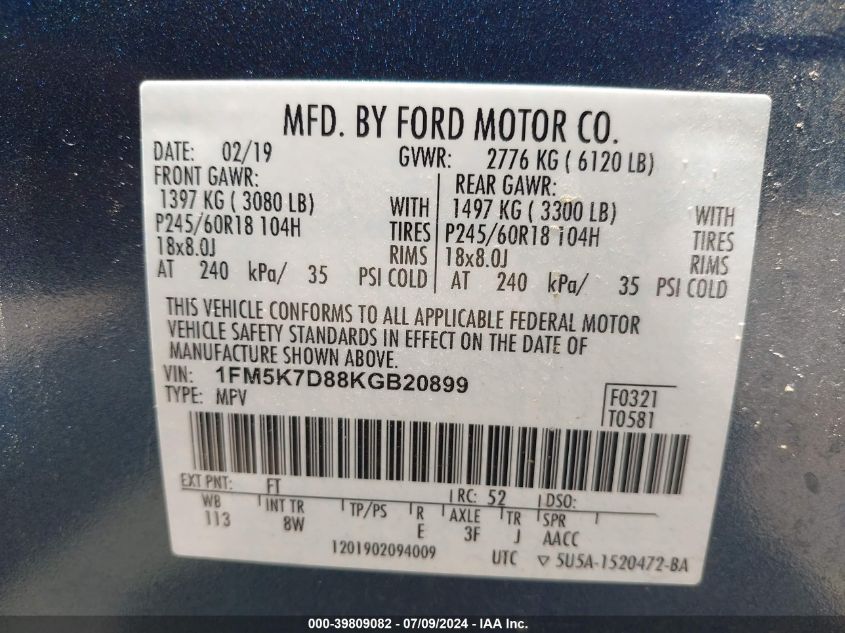 MFD. BY FORD MOTOR CO.
DATE: 02/19 GVWR: 2776 KG ( 6120 LB)
FRONT GAWR: REAR GAWR:
1397 KG ( 3080 LB) WITH 1497 KG ( 3300 LB) WITH
P245/60R18 104H TIRES P245/60R18 104H TIRES
18x8.0J RIMS 18x8.0J RIMS
AT 240 kPa/ 35 PSI COLD AT 240 kPa/ 35 PSI COLD
THIS VEHICLE CONFORMS TO ALL APPLICABLE FEDERAL MOTOR
VEHICLE SAFETY STANDARDS IN EFFECT ON THE DATE OF
MANUFACTURE SHOWN ABOVE.
VIN: 1FM5K7D88KGB20899
TYPE: MPV F0321
T0581
EXT PNT: FT RC: 52 DSO:
WB INT TR TP/PS R AXLE TR SPR
113 8W E 3F J AACC
1201902094009 UTC ▽ 5U5A-1520472-BA
000-39809082 - 07/09/2024 - IAA Inc.